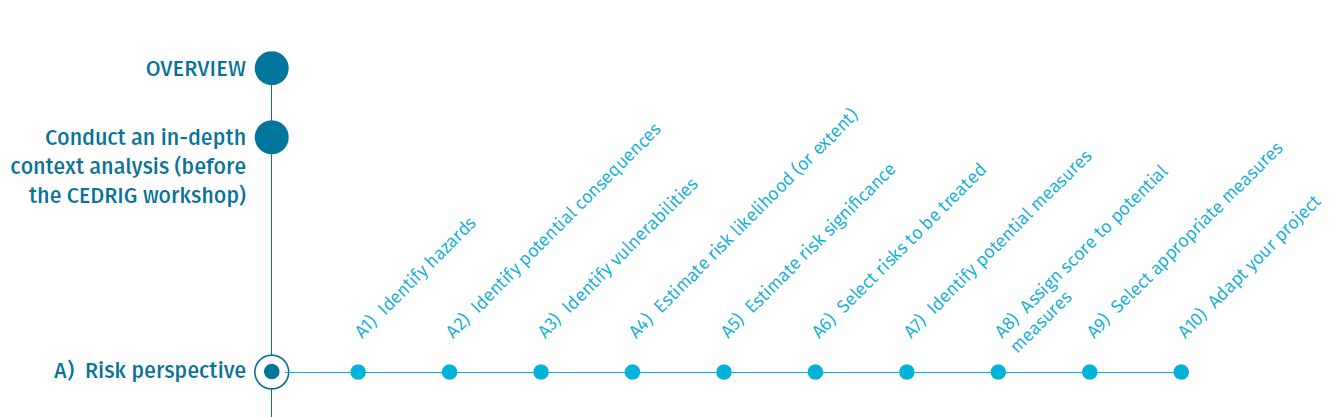 OVERVIEW
Conduct an in-depth
context analysis (before
the CEDRIG workshop)
A) Risk perspective
A1) Identify hazards
A2) Identify potential consequences
A3) Identify vulnerabilities
A4) Estimate risk likelihood (or extent)
A5) Estimate risk significance
A6) Select risks to be treated
A7) Identify potential measures
A8) Assign score to potential
measures
A9) Select appropriate measures
A10) Adapt your project